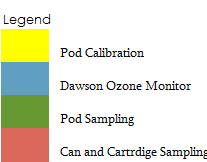 Legend
Pod Calibration
Dawson Ozone Monitor
Pod Sampling
Can and Cartrdige Sampling